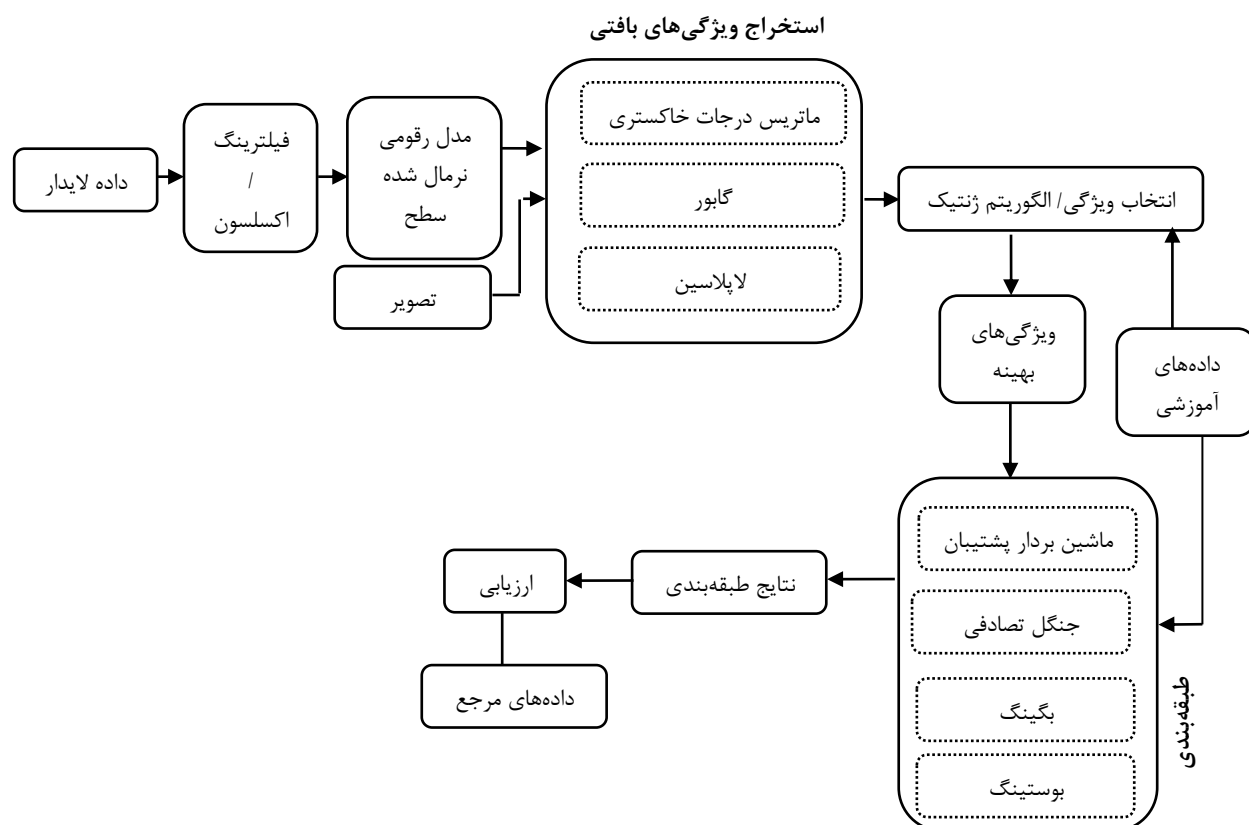 استخراج ویژگی‌های بافتی
داده لایدار
فیلترینگ
/
اکسلسون
مدل رقومی
نرمال شده
سطح
تصویر
ماتریس درجات خاکستری
گابور
لاپلاسین
انتخاب ویژگی/ الگوریتم ژنتیک
ویژگی‌های
بهینه
داده‌های
آموزشی
طبقه‌بندی
ماشین بردار پشتیبان
جنگل تصادفی
بگینگ
بوستینگ
نتایج طبقه‌بندی
ارزیابی
داده‌های مرجع